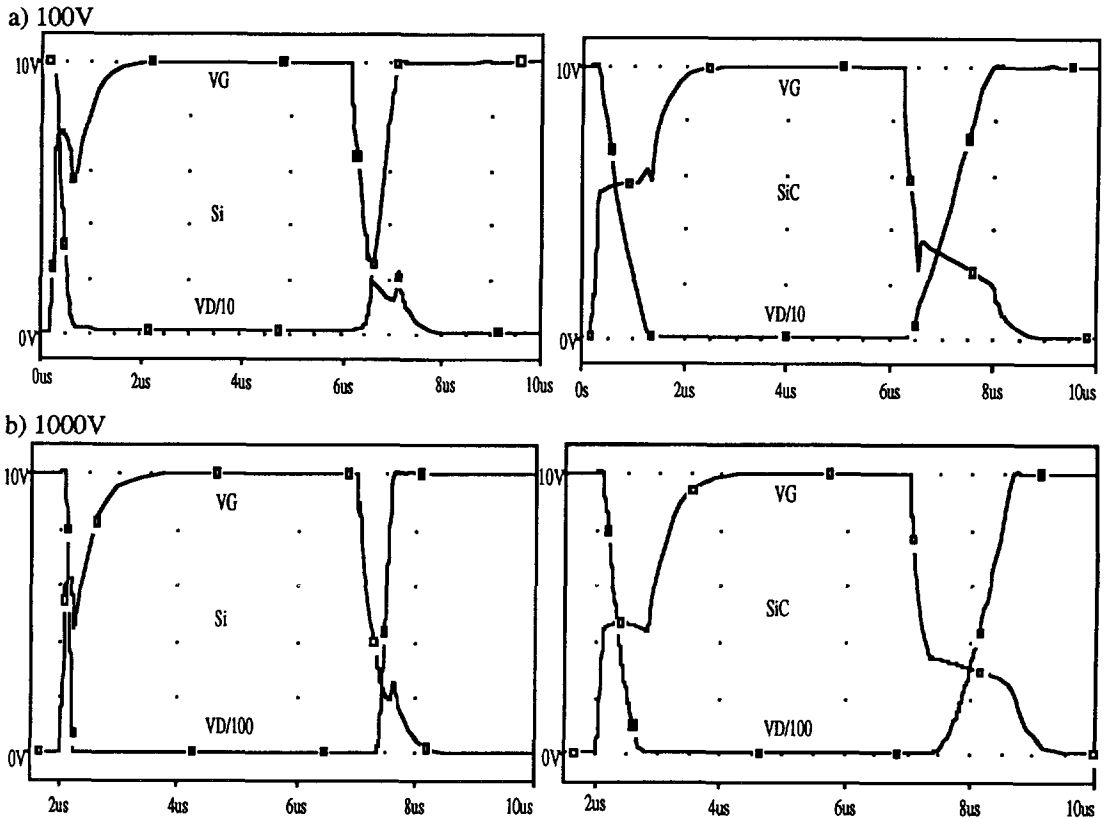 a) 100V
10V
VG
Si
VD/10
0V
0us
2us
4us
6us
8us
10us
10V
VG
SiC
VD/10
0V
0s
2us
4us
6us
8us
10us
b) 1000V
10V
VG
Si
VD/100
0V
2us
4us
6us
8us
10us
10V
VG
SiC
VD/100
0V
2us
4us
6us
8us
10us